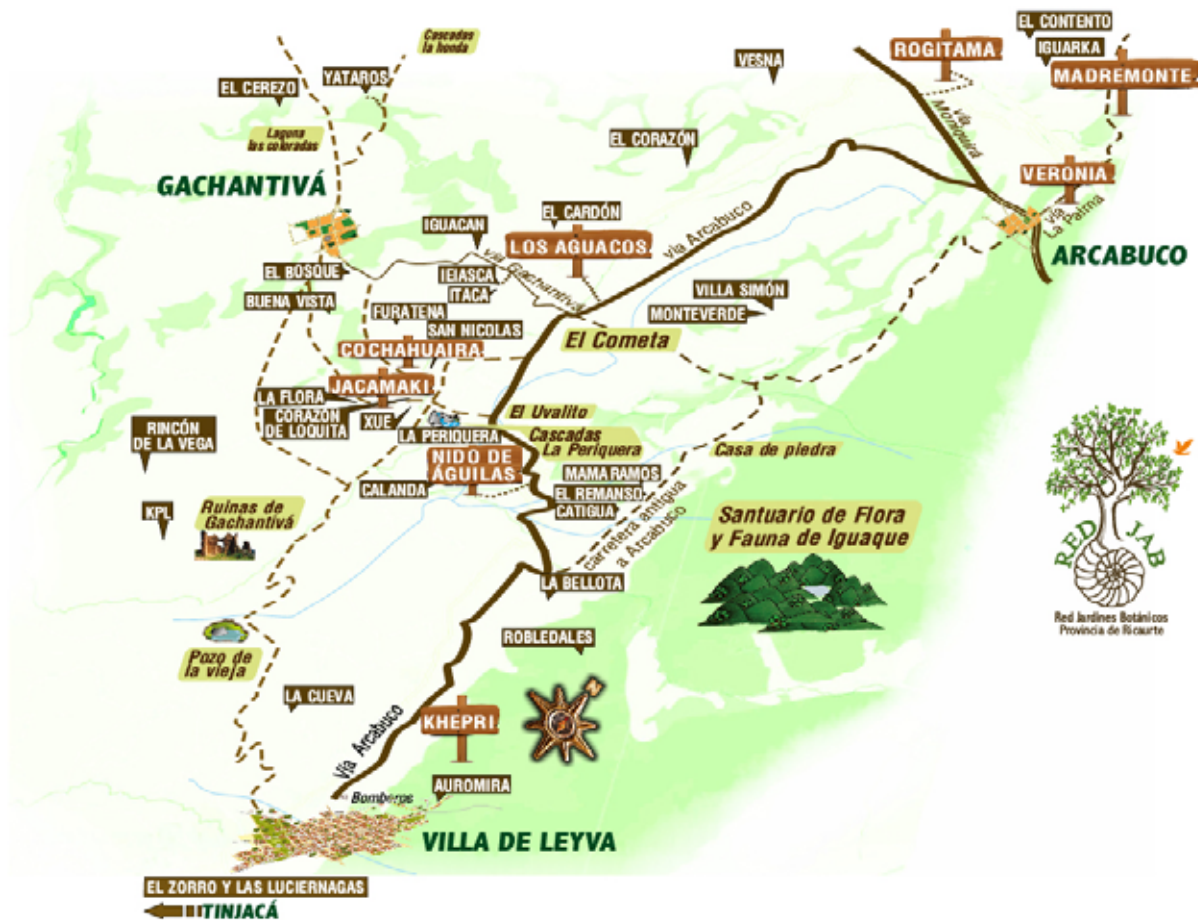 Cascadas
la honda
EL CONTENTO
ROGITAMA
IGUARKA
VESNA
MADREMONTE
YATAROS
EL CEREZO
vía
Moniquirá
Laguna
las coloradas
EL CORAZÓN
VERONIA
GACHANTIVÁ
vía
La Palma
EL CARDÓN
IGUACAN
LOS AGUACOS
vía Arcabuco
ARCABUCO
EL BOSQUE
vía Gachantivá
IEIASCA
ITACA
BUENA VISTA
VILLA SIMÓN
MONTEVERDE
FURATENA
SAN NICOLAS
El Cometa
COCHAHUAIRA
JACAMAKI
LA FLORA
CORAZÓN
DE LOQUITA
XUE
El Uvalito
LA PERIQUERA
Cascadas
La Periquera
RINCÓN
DE LA VEGA
NIDO DE
ÁGUILAS
Casa de piedra
MAMA RAMOS
CALANDA
EL REMANSO
CATIGUA
KPL
Ruinas de
Gachantivá
carretera antigua
a Arcabuco
Santuario de Flora
y Fauna de Iguaque
RED JAB
Red Jardines Botánicos
Provincia de Ricaurte
LA BELLOTA
ROBLEDALES
Pozo de
la vieja
LA CUEVA
N
KHEPRI
Vía Arcabuco
AUROMIRA
Bomberos
VILLA DE LEYVA
EL ZORRO Y LAS LUCIERNAGAS
TINJACÁ